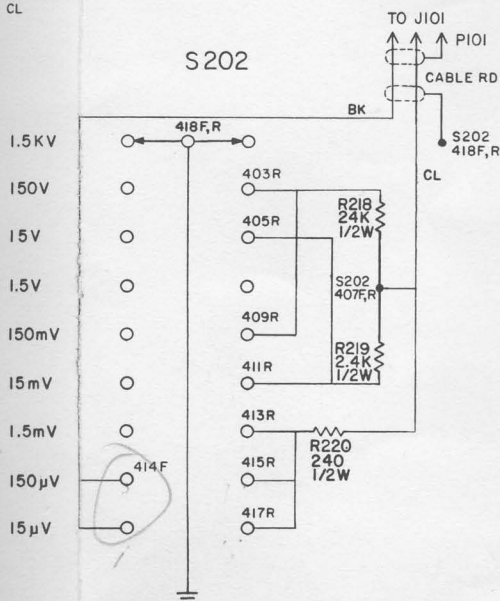 CL
TO J101
P101
S202
CABLE RD
BK
418F,R
S202
418F,R
1.5KV
CL
403R
150V
R218
24K
1/2W
405R
15V
S202
407F,R
1.5V
409R
150mV
R219
2.4K
1/2W
411R
15mV
413R
1.5mV
R220
240
1/2W
414F
415R
150µV
417R
15µV